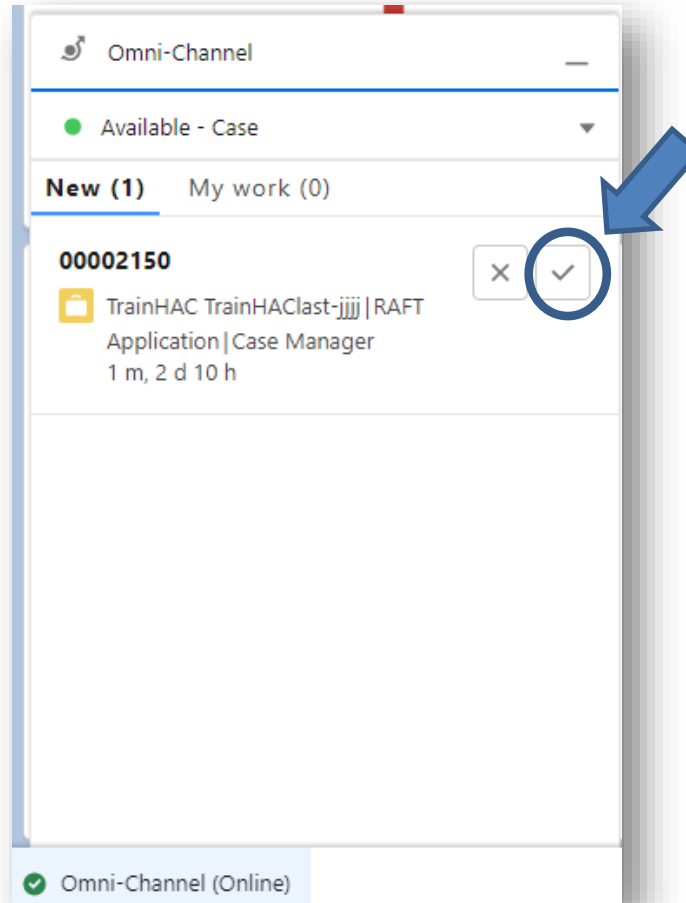 Omni-Channel
Available - Case
New (1) My work (0)
00002150
TrainHAC TrainHAClast-jjjj|RAFT
Application|Case Manager
1 m, 2 d 10 h
Omni-Channel (Online)